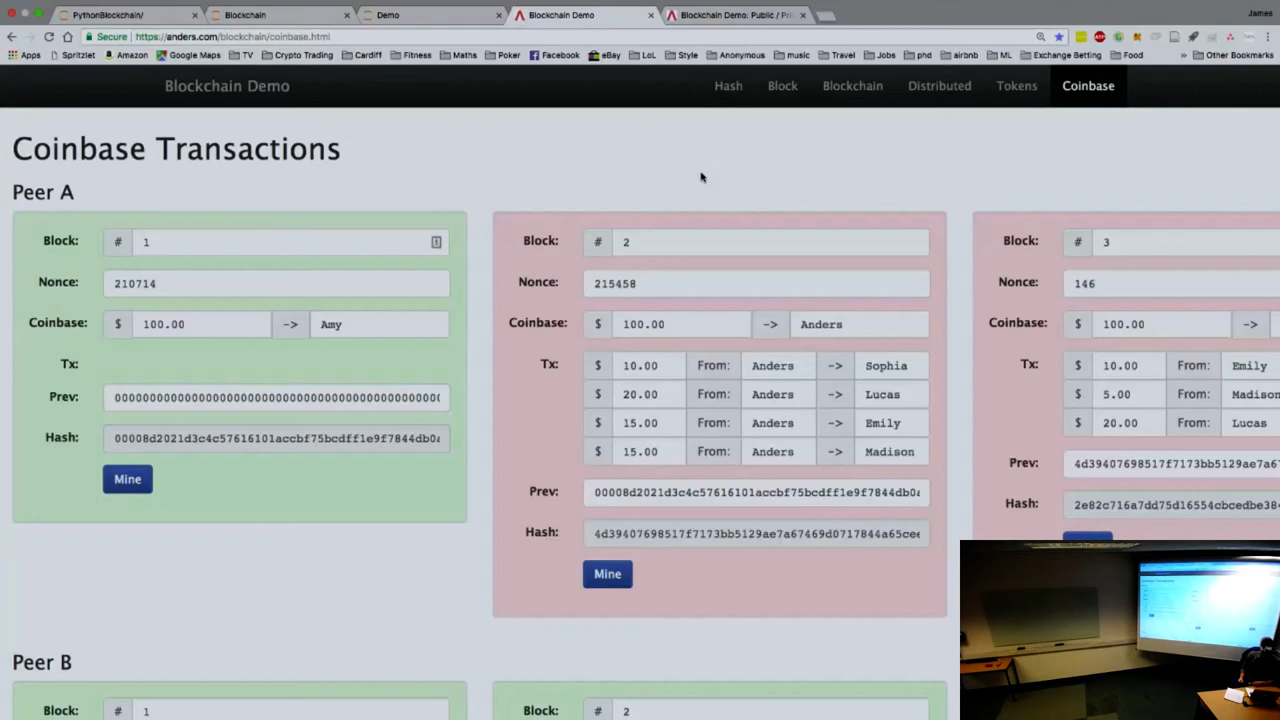 PythonBlockchain/ Blockchain Demo Blockchain Demo Blockchain Demo: Public / Pri James
Secure https://anders.com/blockchain/coinbase.html
Apps Spritzlet Amazon Google Maps TV Crypto Trading Cardiff Fitness Maths Poker Facebook eBay LoL Style Anonymous music Travel Jobs phd airbnb ML Exchange Betting Food » Other Bookmarks
Blockchain Demo Hash Block Blockchain Distributed Tokens Coinbase
Coinbase Transactions
Peer A
Block: # 1
Nonce: 210714
Coinbase: $ 100.00 -> Amy
Tx:
Prev: 0000000000000000000000000000000000000000000000
Hash: 00008d2021d3c4c57616101accbf75bcdff1e9f7844db0a
Mine
Block: # 2
Nonce: 215458
Coinbase: $ 100.00 -> Anders
Tx: $ 10.00 From: Anders -> Sophia
$ 20.00 From: Anders -> Lucas
$ 15.00 From: Anders -> Emily
$ 15.00 From: Anders -> Madison
Prev: 00008d2021d3c4c57616101accbf75bcdff1e9f7844db0a
Hash: 4d39407698517f7173bb5129ae7a67469d0717844a65cee
Mine
Block: # 3
Nonce: 146
Coinbase: $ 100.00 ->
Tx: $ 10.00 From: Emily
$ 5.00 From: Madison
$ 20.00 From: Lucas
Prev: 4d39407698517f7173bb5129ae7a6
Hash: 2e82c716a7dd75d16554cbcedbe384
Peer B
Block: # 1
Block: # 2